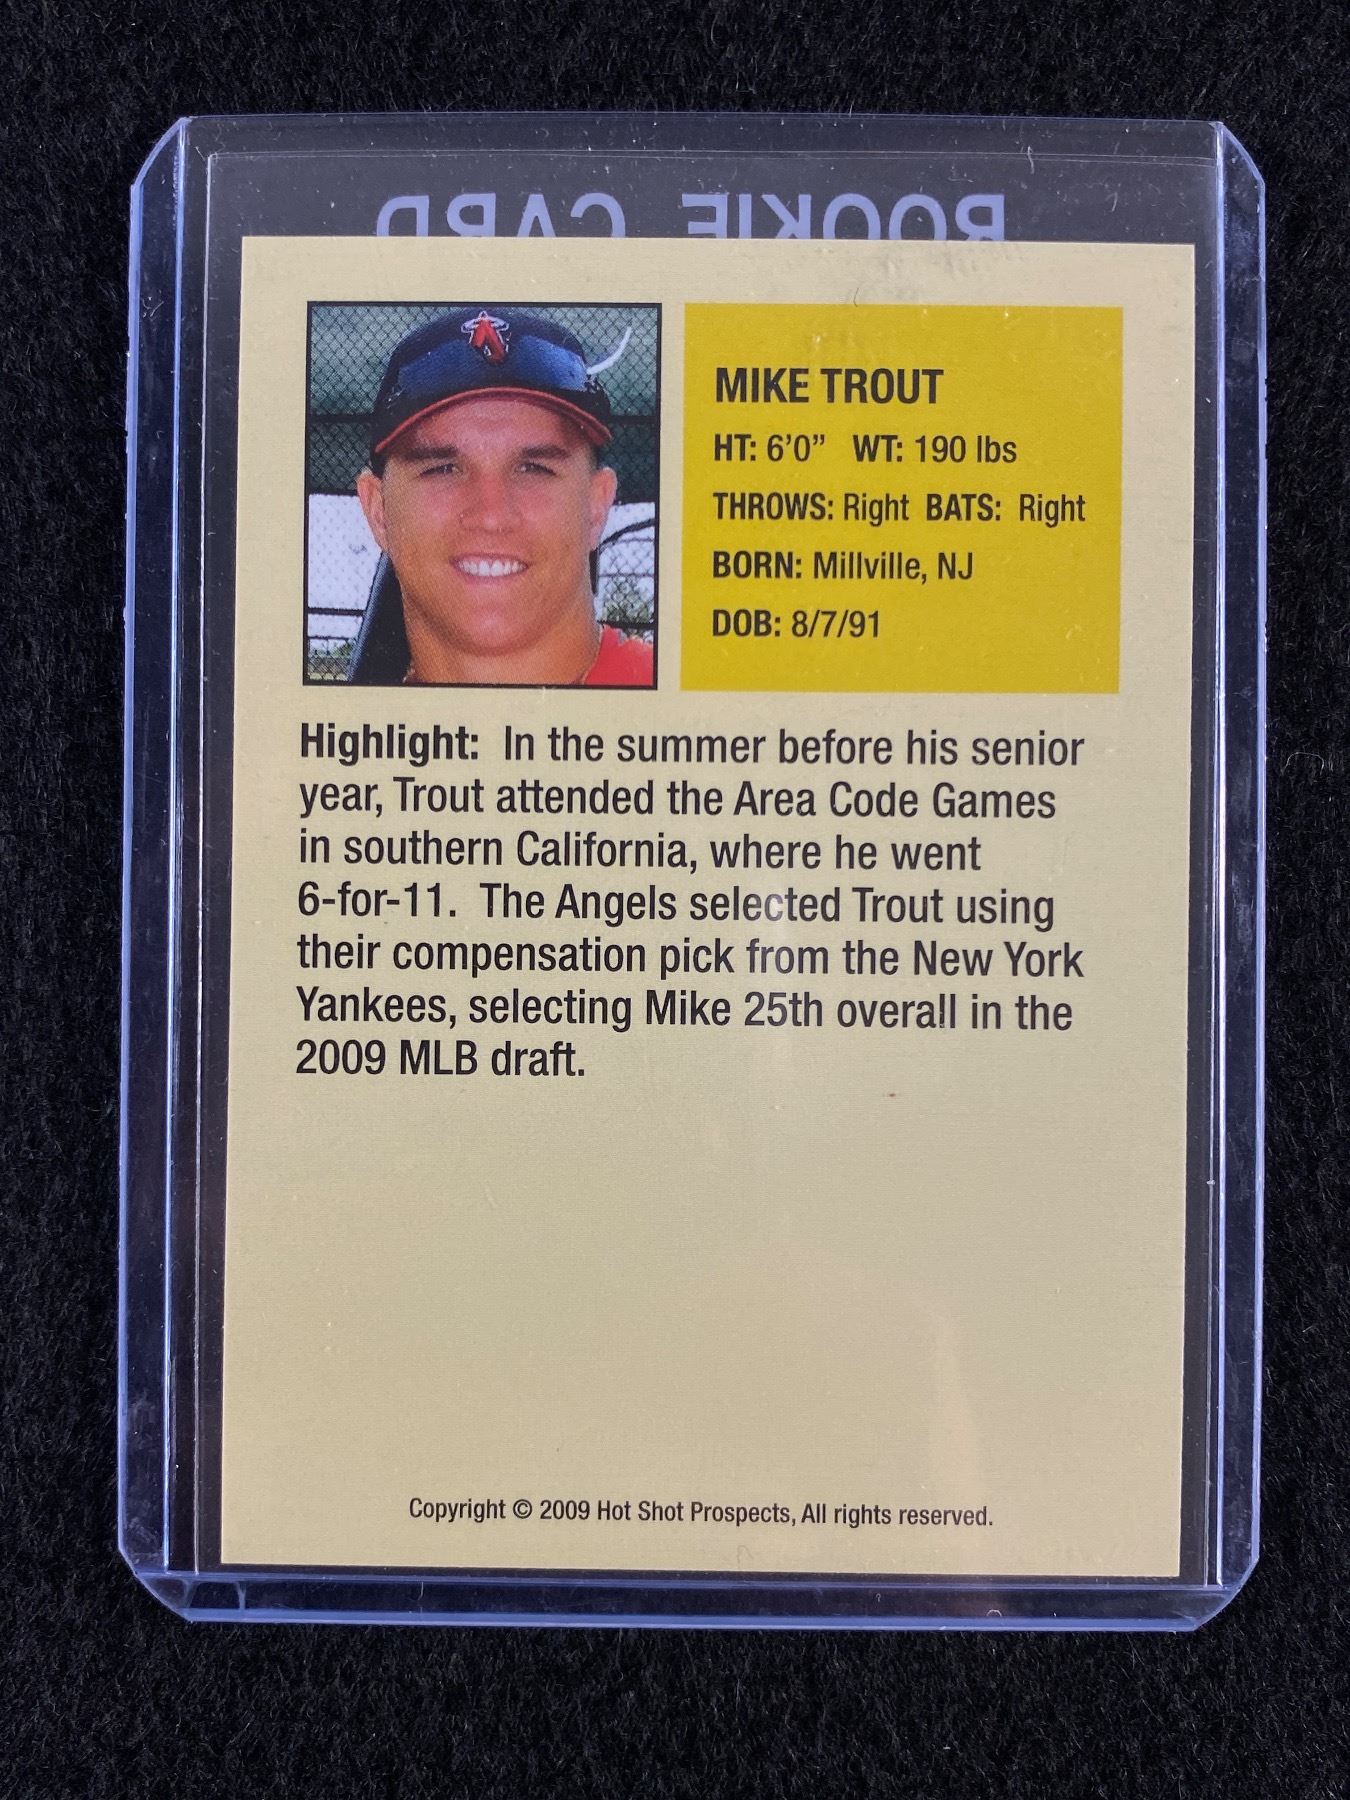 ROOKIE CARD
MIKE TROUT
HT: 6’0” WT: 190 lbs
THROWS: Right BATS: Right
BORN: Millville, NJ
DOB: 8/7/91
Highlight: In the summer before his senior
year, Trout attended the Area Code Games
in southern California, where he went
6-for-11. The Angels selected Trout using
their compensation pick from the New York
Yankees, selecting Mike 25th overall in the
2009 MLB draft.
Copyright © 2009 Hot Shot Prospects, All rights reserved.